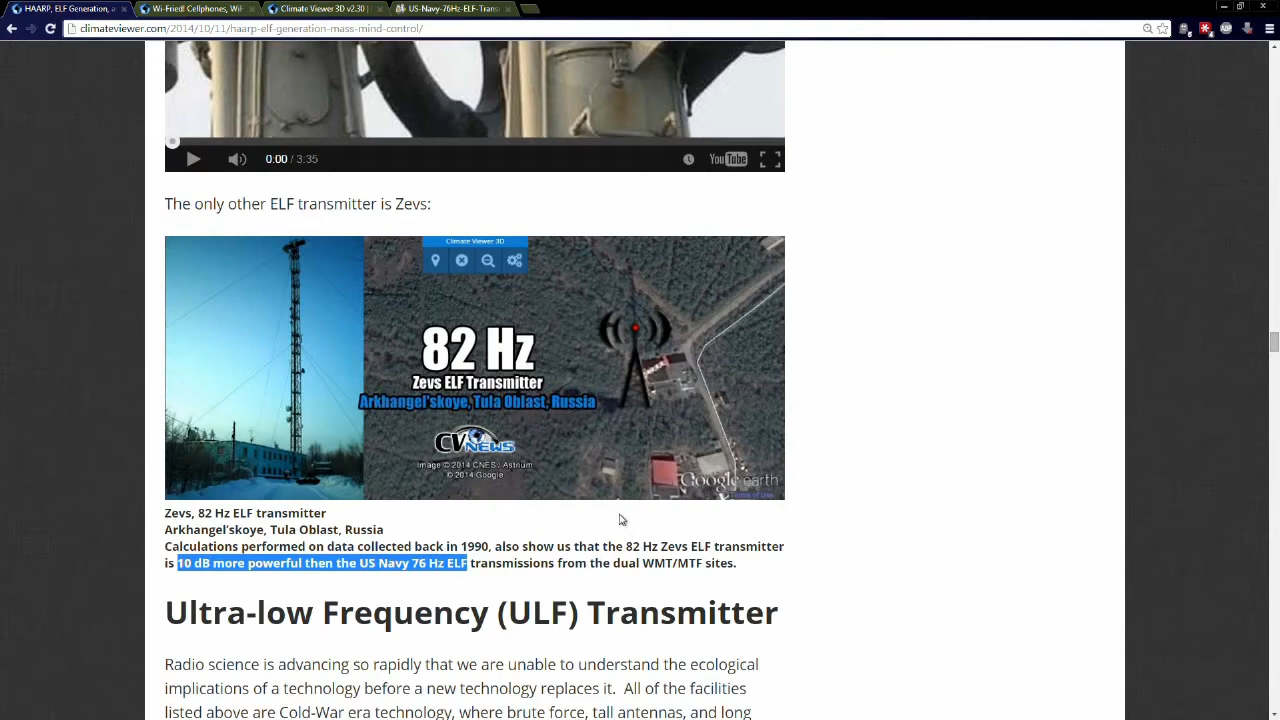 HAARP, ELF Generation, a
Wi-Fried! Cellphones, WiF
Climate Viewer 3D v2.30 |
US-Navy-76Hz-ELF-Trans
climateviewer.com/2014/10/11/haarp-elf-generation-mass-mind-control/
0:00 / 3:35
YouTube
The only other ELF transmitter is Zevs:
Climate Viewer 3D
82 Hz
Zevs ELF Transmitter
Arkhangel'skoye, Tula Oblast, Russia
CV NEWS
Image © 2014 CNES / Astrium
© 2014 Google
Google earth
Terms of Use
Zevs, 82 Hz ELF transmitter
Arkhangel’skoye, Tula Oblast, Russia
Calculations performed on data collected back in 1990, also show us that the 82 Hz Zevs ELF transmitter
is 10 dB more powerful then the US Navy 76 Hz ELF transmissions from the dual WMT/MTF sites.
Ultra-low Frequency (ULF) Transmitter
Radio science is advancing so rapidly that we are unable to understand the ecological
implications of a technology before a new technology replaces it.  All of the facilities
listed above are Cold-War era technology, where brute force, tall antennas, and long